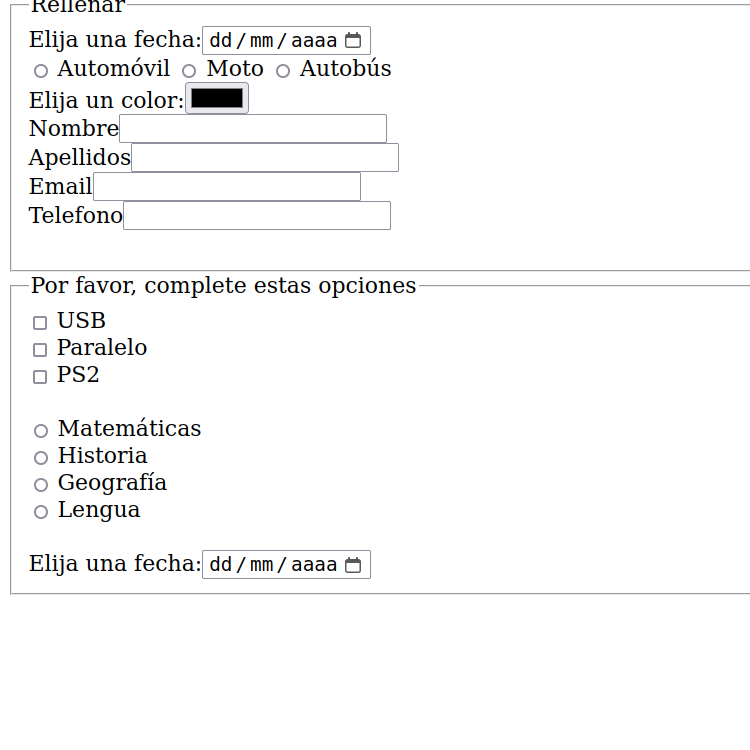 Rellenar
Elija una fecha: dd/mm/aaaa
Automóvil Moto Autobús
Elija un color:
Nombre
Apellidos
Email
Telefono
Por favor, complete estas opciones
USB
Paralelo
PS2
Matemáticas
Historia
Geografía
Lengua
Elija una fecha: dd/mm/aaaa